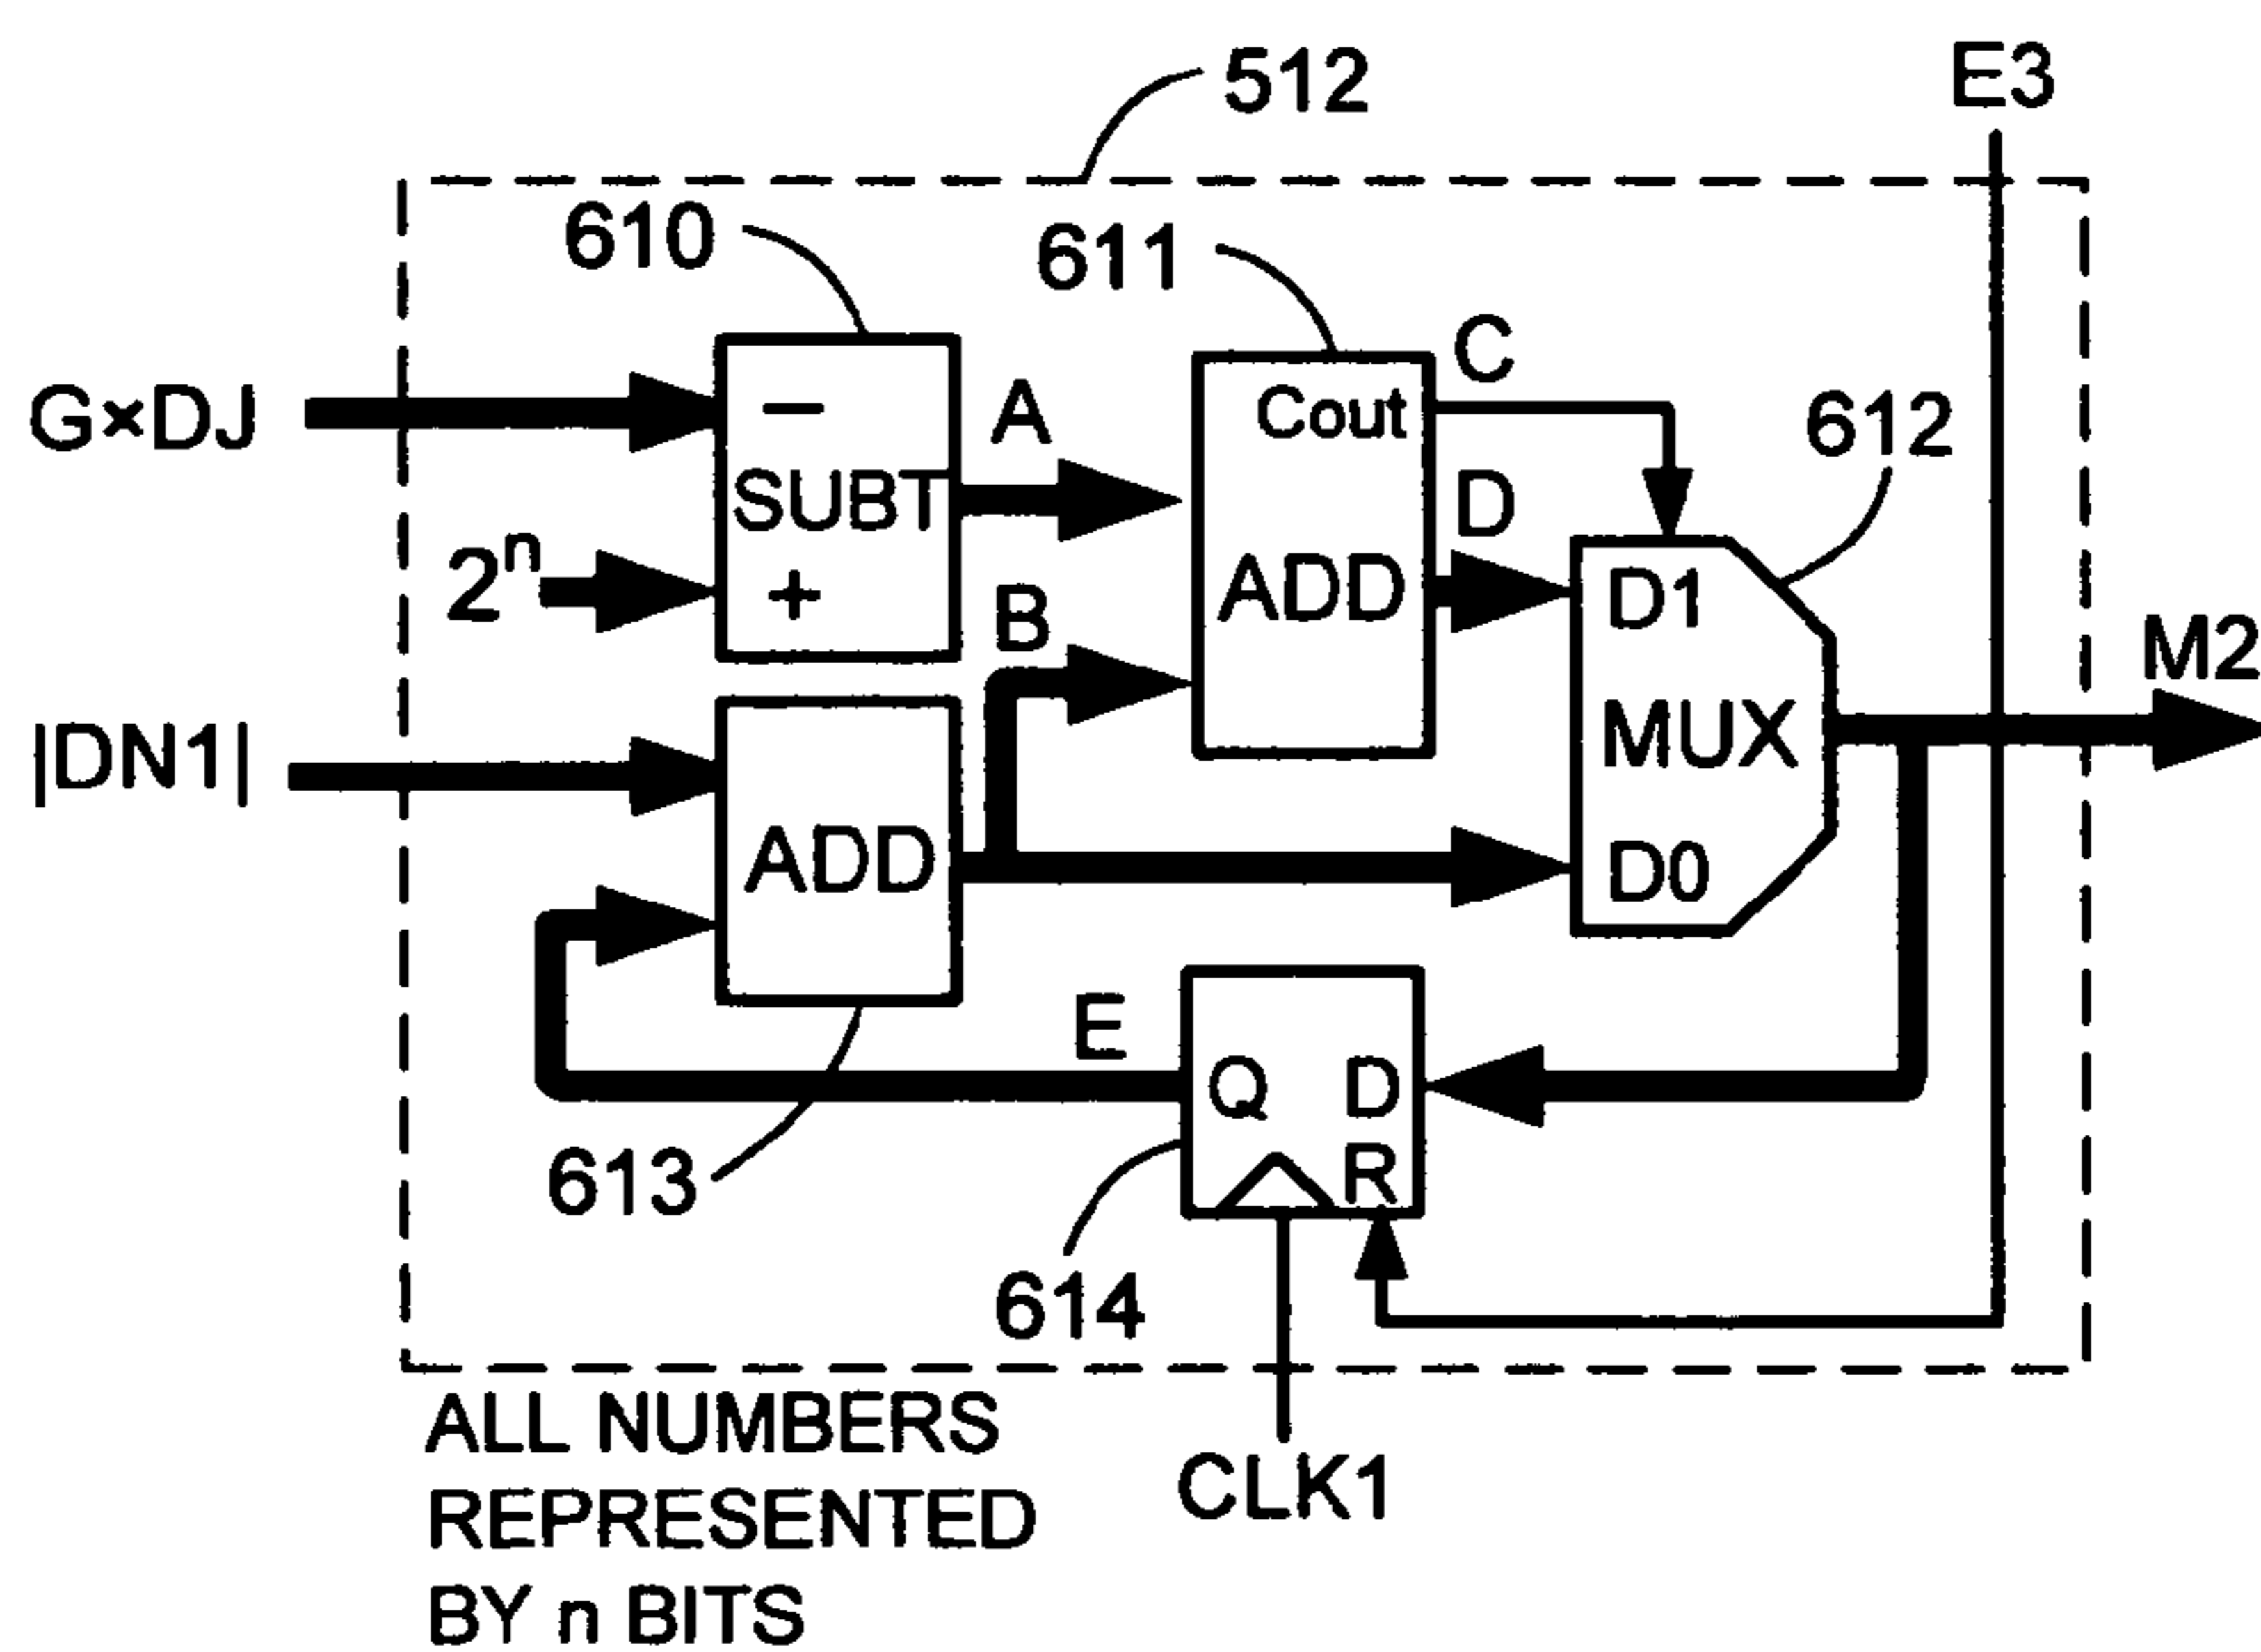 512
E3
610
611
C
G×DJ
−
Cout
A
612
SUBT
D
2ⁿ
+
B
ADD
D1
M2
|DN1|
MUX
ADD
D0
E
Q
D
613
R
614
ALL NUMBERS
CLK1
REPRESENTED
BY n BITS